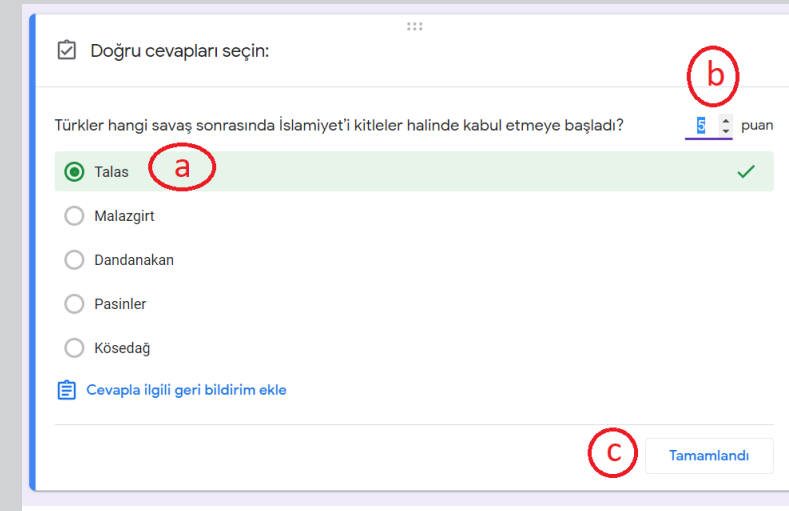 Doğru cevapları seçin:
b
Türkler hangi savaş sonrasında İslamiyet'i kitleler halinde kabul etmeye başladı? 5 puan
Talas a
Malazgirt
Dandanakan
Pasinler
Kösedağ
Cevapla ilgili geri bildirim ekle
c Tamamlandı